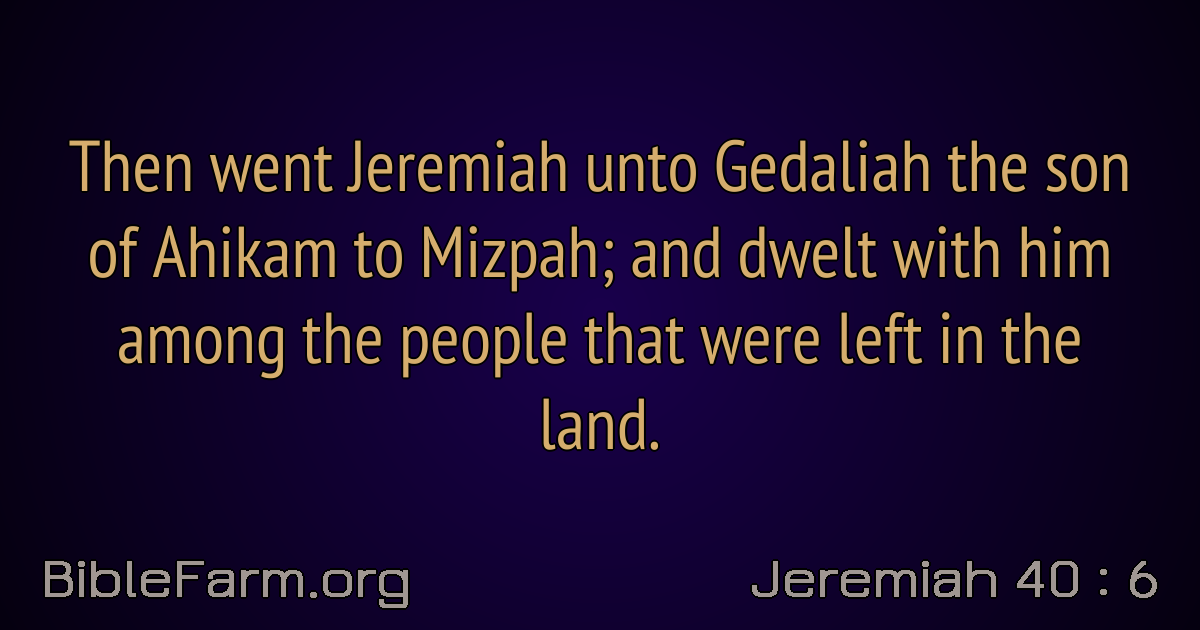 Then went Jeremiah unto Gedaliah the son
of Ahikam to Mizpah; and dwelt with him
among the people that were left in the
land.
BibleFarm.org
Jeremiah 40 : 6